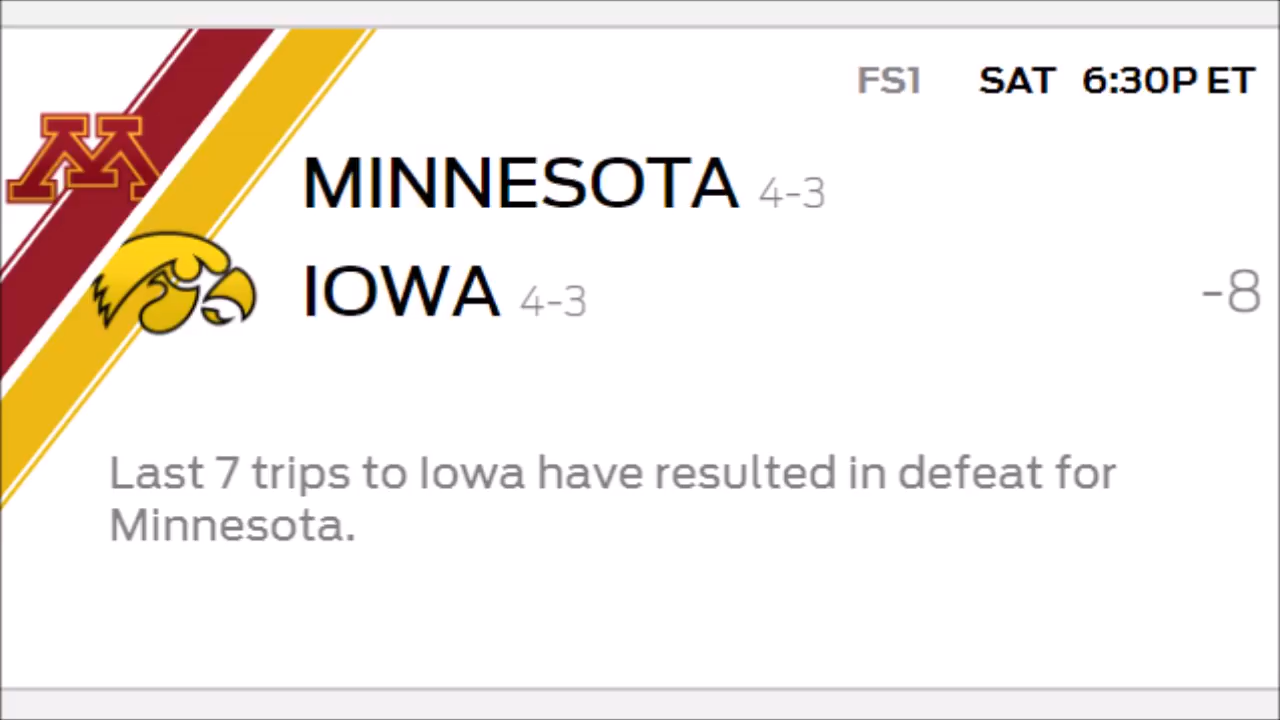 FS1 SAT 6:30P ET
M
MINNESOTA 4-3
IOWA 4-3 -8
Last 7 trips to Iowa have resulted in defeat for
Minnesota.